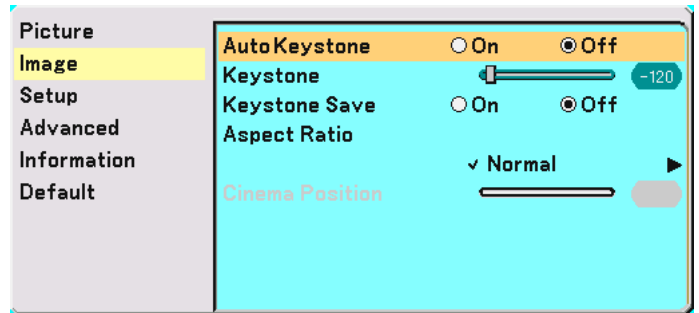 Picture
Image
Setup
Advanced
Information
Default
Auto Keystone On Off
Keystone -120
Keystone Save On Off
Aspect Ratio
✓ Normal
Cinema Position